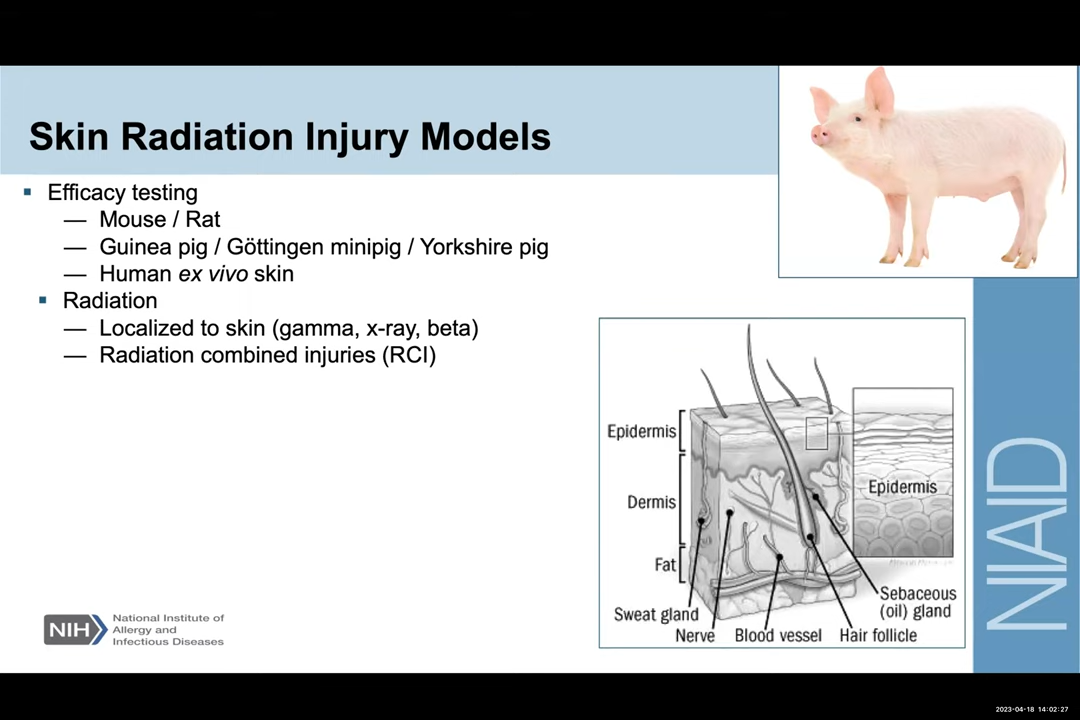 Skin Radiation Injury Models
▪ Efficacy testing
— Mouse / Rat
— Guinea pig / Göttingen minipig / Yorkshire pig
— Human ex vivo skin
▪ Radiation
— Localized to skin (gamma, x-ray, beta)
— Radiation combined injuries (RCI)
Epidermis
Dermis
Fat
Epidermis
Sweat gland
Nerve
Blood vessel
Hair follicle
Sebaceous
(oil) gland
NIAID
NIH
National Institute of
Allergy and
Infectious Diseases
2023-04-18 14:02:27